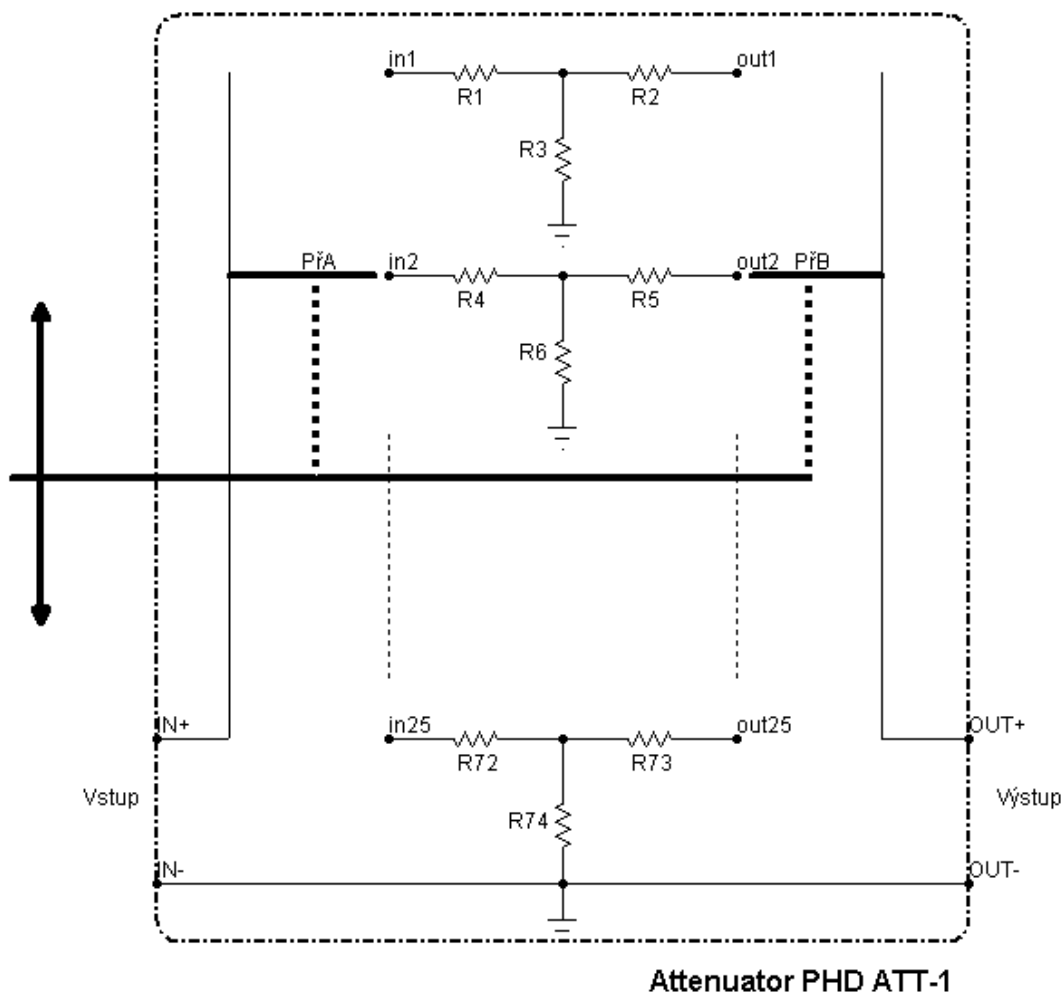 in1
out1
R1
R2
R3
PřA
in2
out2
PřB
R4
R5
R6
IN+
in25
out25
OUT+
R72
R73
Vstup
Výstup
R74
IN-
OUT-
Attenuator PHD ATT-1